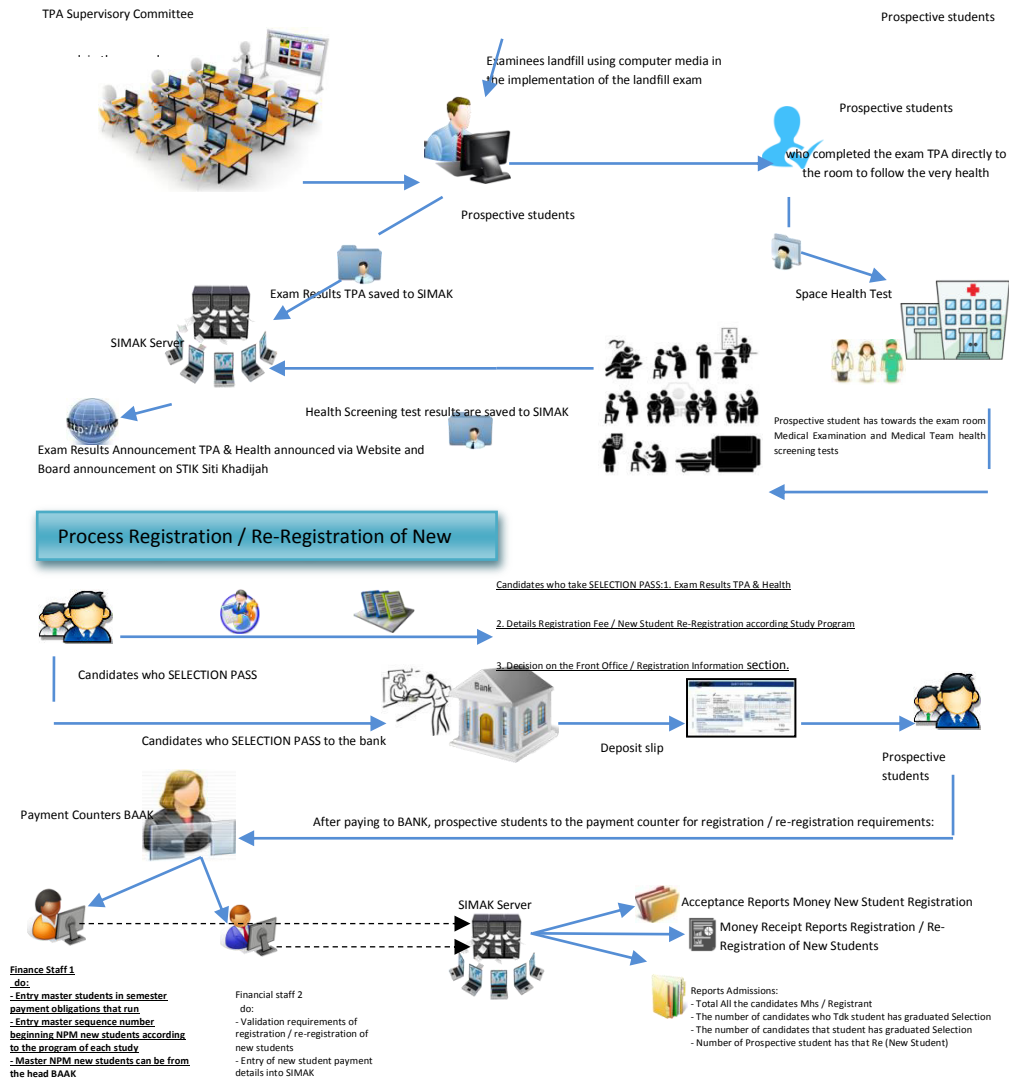 TPA Supervisory Committee
Prospective students
Examinees landfill using computer media in
the implementation of the landfill exam
Prospective students
who completed the exam TPA directly to
the room to follow the very health
Prospective students
Exam Results TPA saved to SIMAK
Space Health Test
SIMAK Server
Health Screening test results are saved to SIMAK
Prospective student has towards the exam room
Medical Examination and Medical Team health
screening tests
Exam Results Announcement TPA & Health announced via Website and
Board announcement on STIK Siti Khadijah
Process Registration / Re-Registration of New
Candidates who take SELECTION PASS:1. Exam Results TPA & Health
2. Details Registration Fee / New Student Re-Registration according Study Program
3. Decision on the Front Office / Registration Information section.
Candidates who SELECTION PASS
Bank
Candidates who SELECTION PASS to the bank
Deposit slip
Prospective
students
Payment Counters BAAK
After paying to BANK, prospective students to the payment counter for registration / re-registration requirements:
SIMAK Server
Acceptance Reports Money New Student Registration
Money Receipt Reports Registration / Re-
Registration of New Students
Finance Staff 1
do:
- Entry master students in semester
payment obligations that run
- Entry master sequence number
beginning NPM new students according
to the program of each study
- Master NPM new students can be from
the head BAAK
Financial staff 2
do:
- Validation requirements of
registration / re-registration of
new students
- Entry of new student payment
details into SIMAK
Reports Admissions:
- Total All the candidates Mhs / Registrant
- The number of candidates who Tdk student has graduated Selection
- The number of candidates that student has graduated Selection
- Number of Prospective student has that Re (New Student)